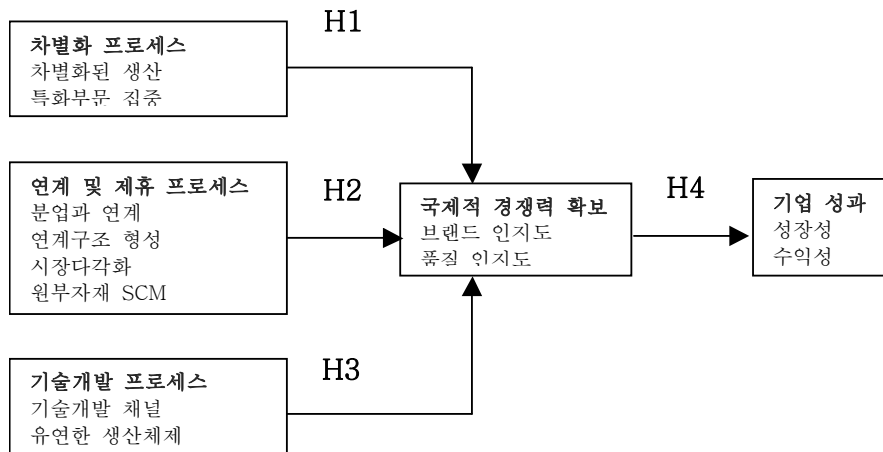 H1
차별화 프로세스
차별화된 생산
특화부문 집중
H2
연계 및 제휴 프로세스
분업과 연계
연계구조 형성
시장다각화
원부자재 SCM
H3
기술개발 프로세스
기술개발 채널
유연한 생산체제
국제적 경쟁력 확보
브랜드 인지도
품질 인지도
H4
기업 성과
성장성
수익성